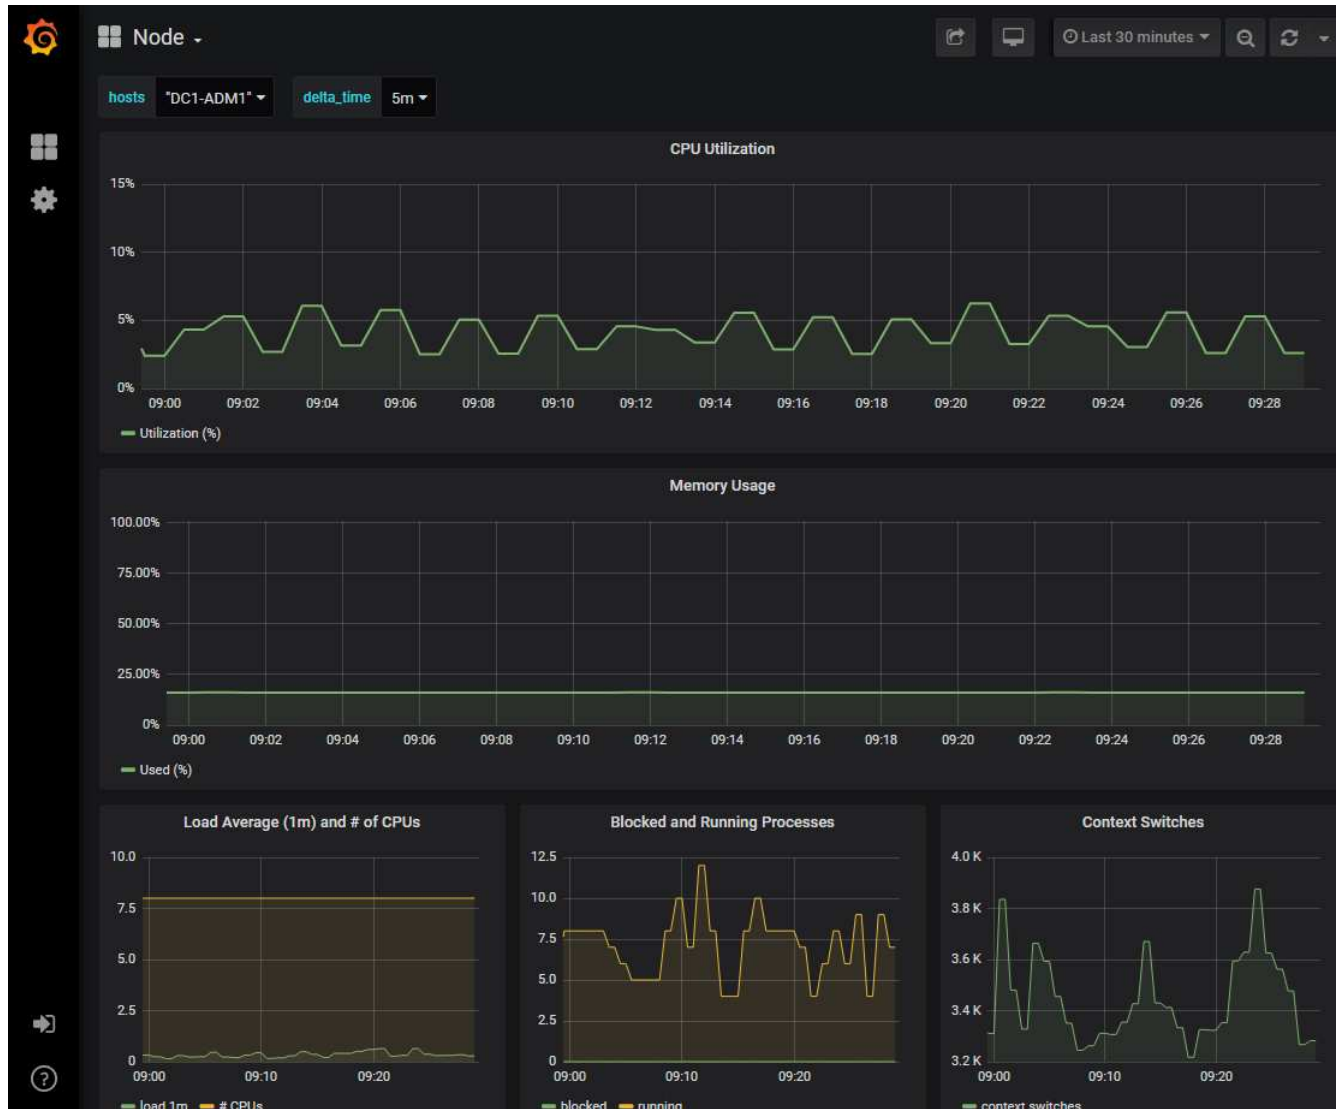 Node
Last 30 minutes
hosts "DC1-ADM1" delta_time 5m
CPU Utilization
15%
10%
5%
0%
09:00 09:02 09:04 09:06 09:08 09:10 09:12 09:14 09:16 09:18 09:20 09:22 09:24 09:26 09:28
Utilization (%)
Memory Usage
100.00%
75.00%
50.00%
25.00%
0%
09:00 09:02 09:04 09:06 09:08 09:10 09:12 09:14 09:16 09:18 09:20 09:22 09:24 09:26 09:28
Used (%)
Load Average (1m) and # of CPUs
10.0
7.5
5.0
2.5
0
09:00 09:10 09:20
load 1m # CPUs
Blocked and Running Processes
12.5
10.0
7.5
5.0
2.5
0
09:00 09:10 09:20
blocked running
Context Switches
4.0 K
3.8 K
3.6 K
3.4 K
3.2 K
09:00 09:10 09:20
context switches
?